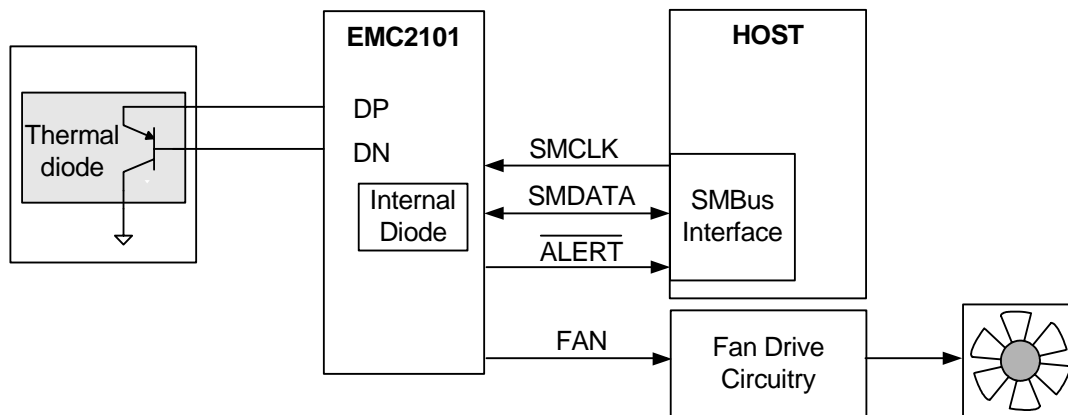 EMC2101
HOST
Thermal
diode
DP
DN
Internal
Diode
SMCLK
SMDATA
ALERT
SMBus
Interface
FAN
Fan Drive
Circuitry